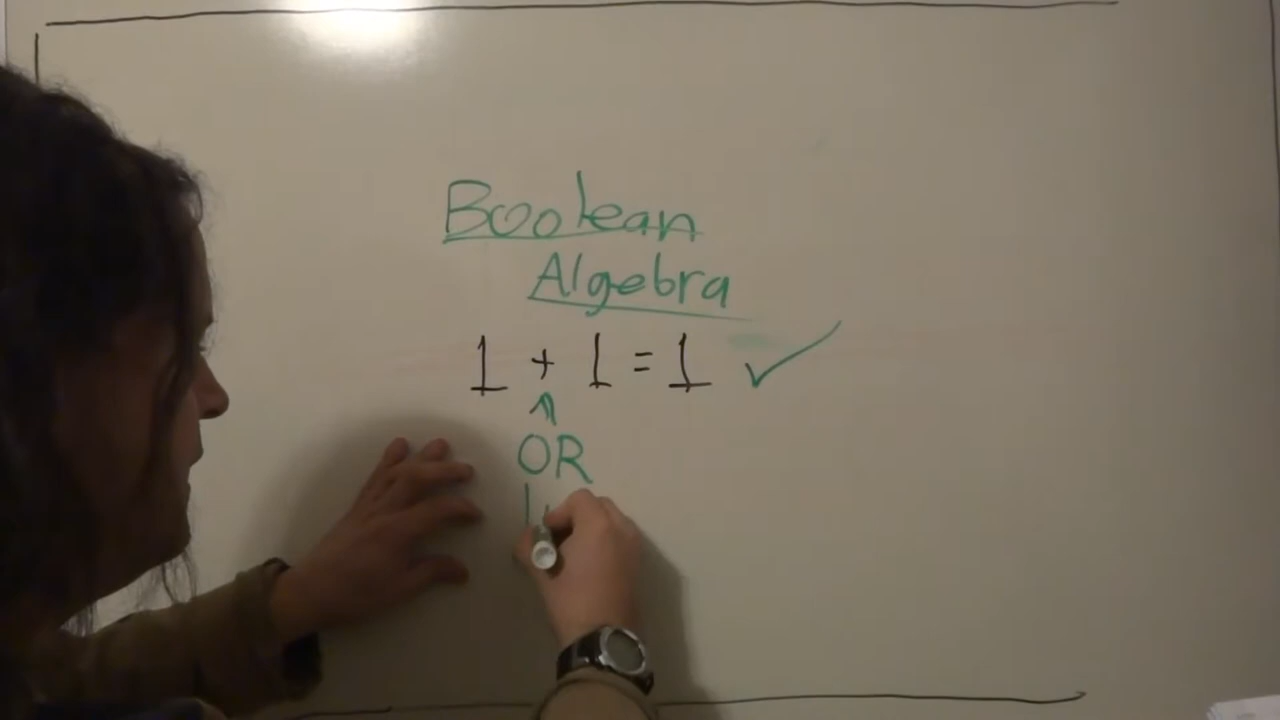 Boolean
Algebra
1 + 1 = 1 ✓
OR